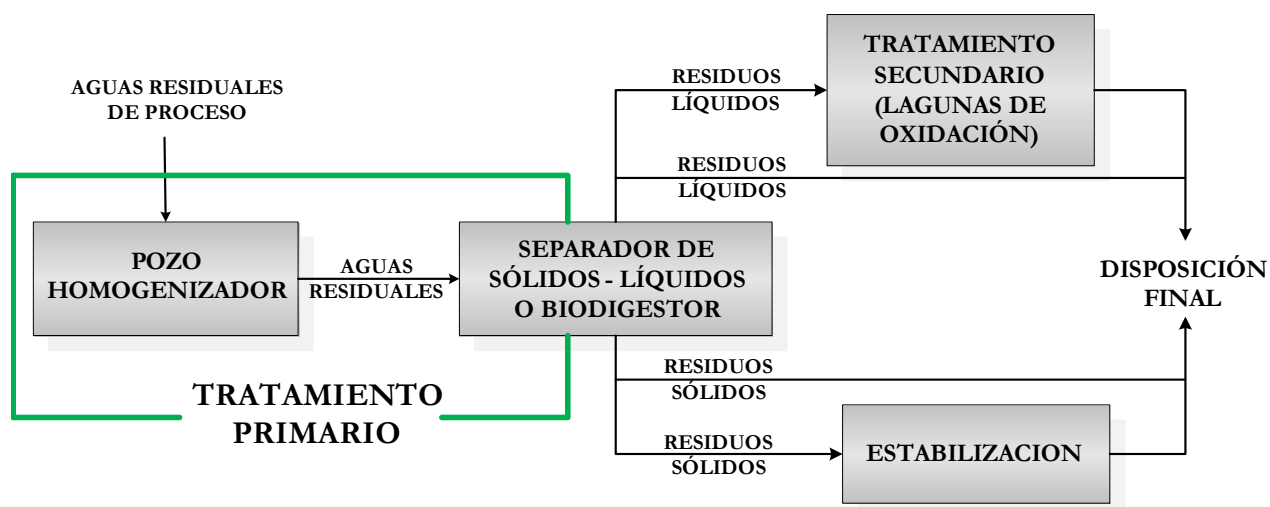 AGUAS RESIDUALES
DE PROCESO
POZO
HOMOGENIZADOR
AGUAS
RESIDUALES
SEPARADOR DE
SÓLIDOS - LÍQUIDOS
O BIODIGESTOR
TRATAMIENTO
PRIMARIO
RESIDUOS
LÍQUIDOS
TRATAMIENTO
SECUNDARIO
(LAGUNAS DE
OXIDACIÓN)
RESIDUOS
LÍQUIDOS
DISPOSICIÓN
FINAL
RESIDUOS
SÓLIDOS
RESIDUOS
SÓLIDOS
ESTABILIZACION